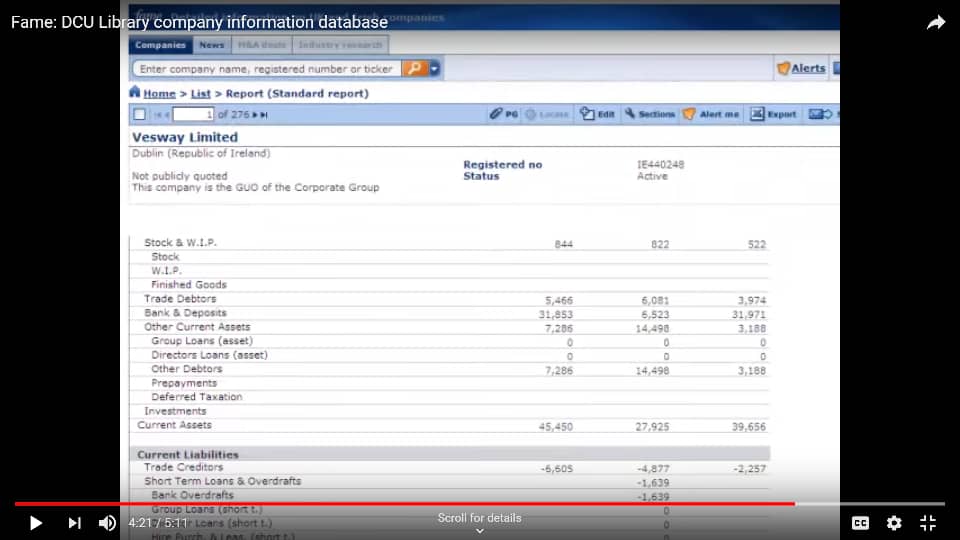 Fame: DCU Library company information database
Companies News M&A deals Industry research
Enter company name, registered number or ticker
Alerts
Home > List > Report (Standard report)
1 of 276 PG Locate Edit Sections Alert me Export
Vesway Limited
Dublin (Republic of Ireland)
Registered no IE440248
Not publicly quoted Status Active
This company is the GUO of the Corporate Group
Stock & W.I.P. 844 822 522
Stock
W.I.P.
Finished Goods
Trade Debtors 5,466 6,081 3,974
Bank & Deposits 31,853 6,523 31,971
Other Current Assets 7,286 14,498 3,188
Group Loans (asset) 0 0 0
Directors Loans (asset) 0 0 0
Other Debtors 7,286 14,498 3,188
Prepayments
Deferred Taxation
Investments
Current Assets 45,450 27,925 39,656
Current Liabilities
Trade Creditors -6,605 -4,877 -2,257
Short Term Loans & Overdrafts -1,639
Bank Overdrafts -1,639
Group Loans (short t.) 0
Loans (short t.) 0
Hire Purch. & Leas. (short t.) 0
4:21 / 5:11
Scroll for details
CC